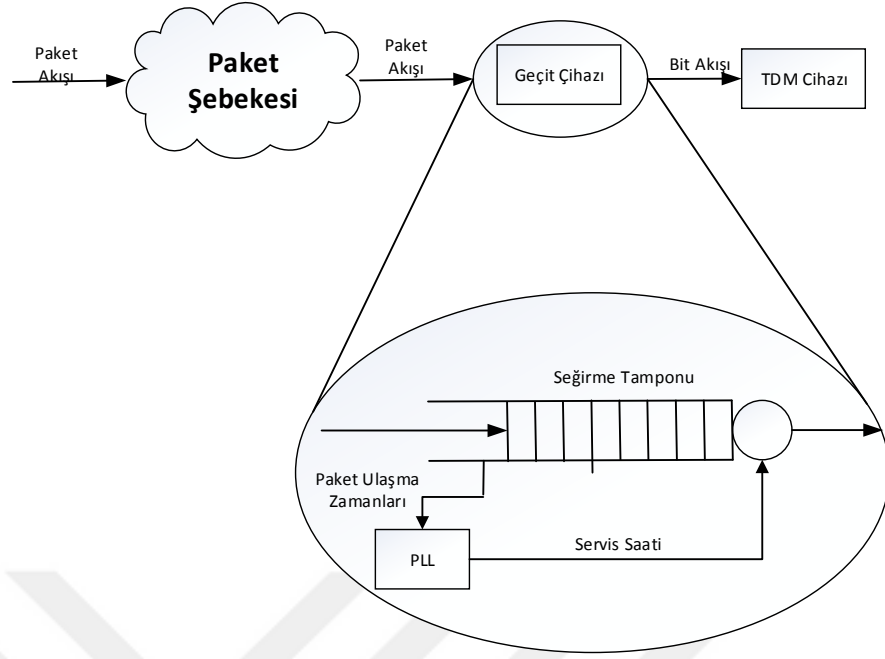 Paket
Akışı
Paket
Şebekesi
Paket
Akışı
Geçit Çihazı
Bit Akışı
TDM Cihazı
Seğirme Tamponu
Paket Ulaşma
Zamanları
PLL
Servis Saati